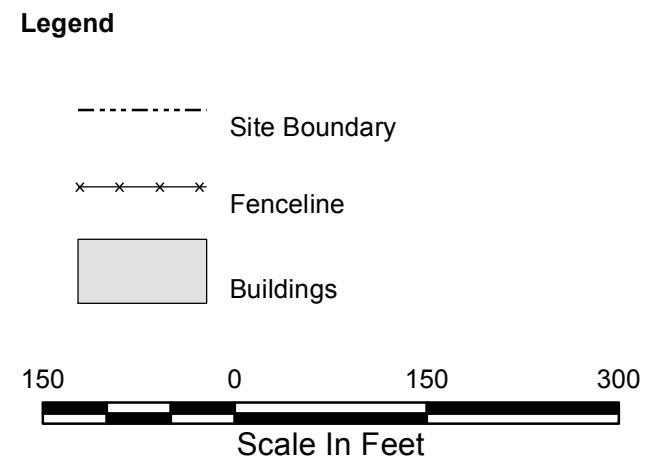 Legend
Site Boundary
Fenceline
Buildings
150 0 150 300
Scale In Feet